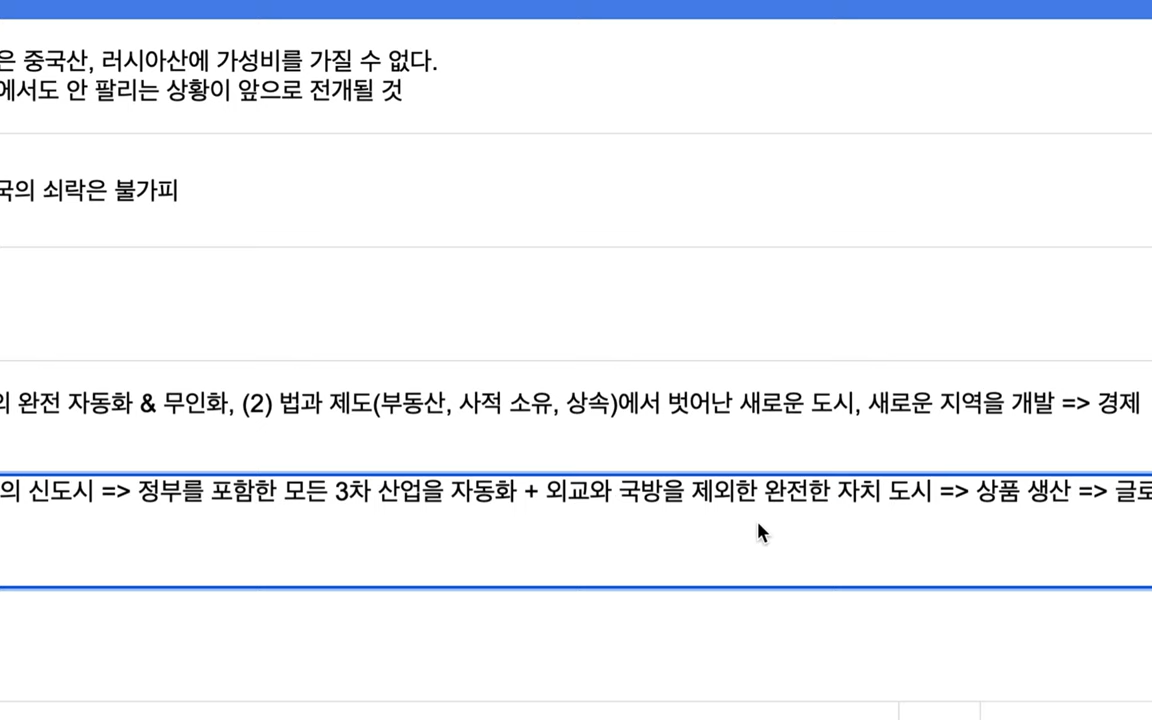 은 중국산, 러시아산에 가성비를 가질 수 없다.
에서도 안 팔리는 상황이 앞으로 전개될 것
국의 쇠락은 불가피
의 완전 자동화 & 무인화, (2) 법과 제도(부동산, 사적 소유, 상속)에서 벗어난 새로운 도시, 새로운 지역을 개발 => 경제
의 신도시 => 정부를 포함한 모든 3차 산업을 자동화 + 외교와 국방을 제외한 완전한 자치 도시 => 상품 생산 => 글로